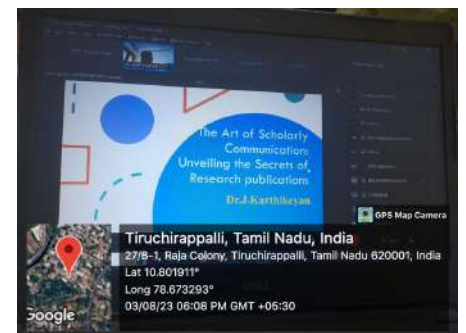 The Art of Scholarly
Communication:
Unveiling the Secrets of
Research publications
Dr.J.Karthikeyan
GPS Map Camera
Tiruchirappalli, Tamil Nadu, India
27/B-1, Raja Colony, Tiruchirappalli, Tamil Nadu 620001, India
Lat 10.801911°
Long 78.673293°
03/08/23 06:08 PM GMT +05:30
Google